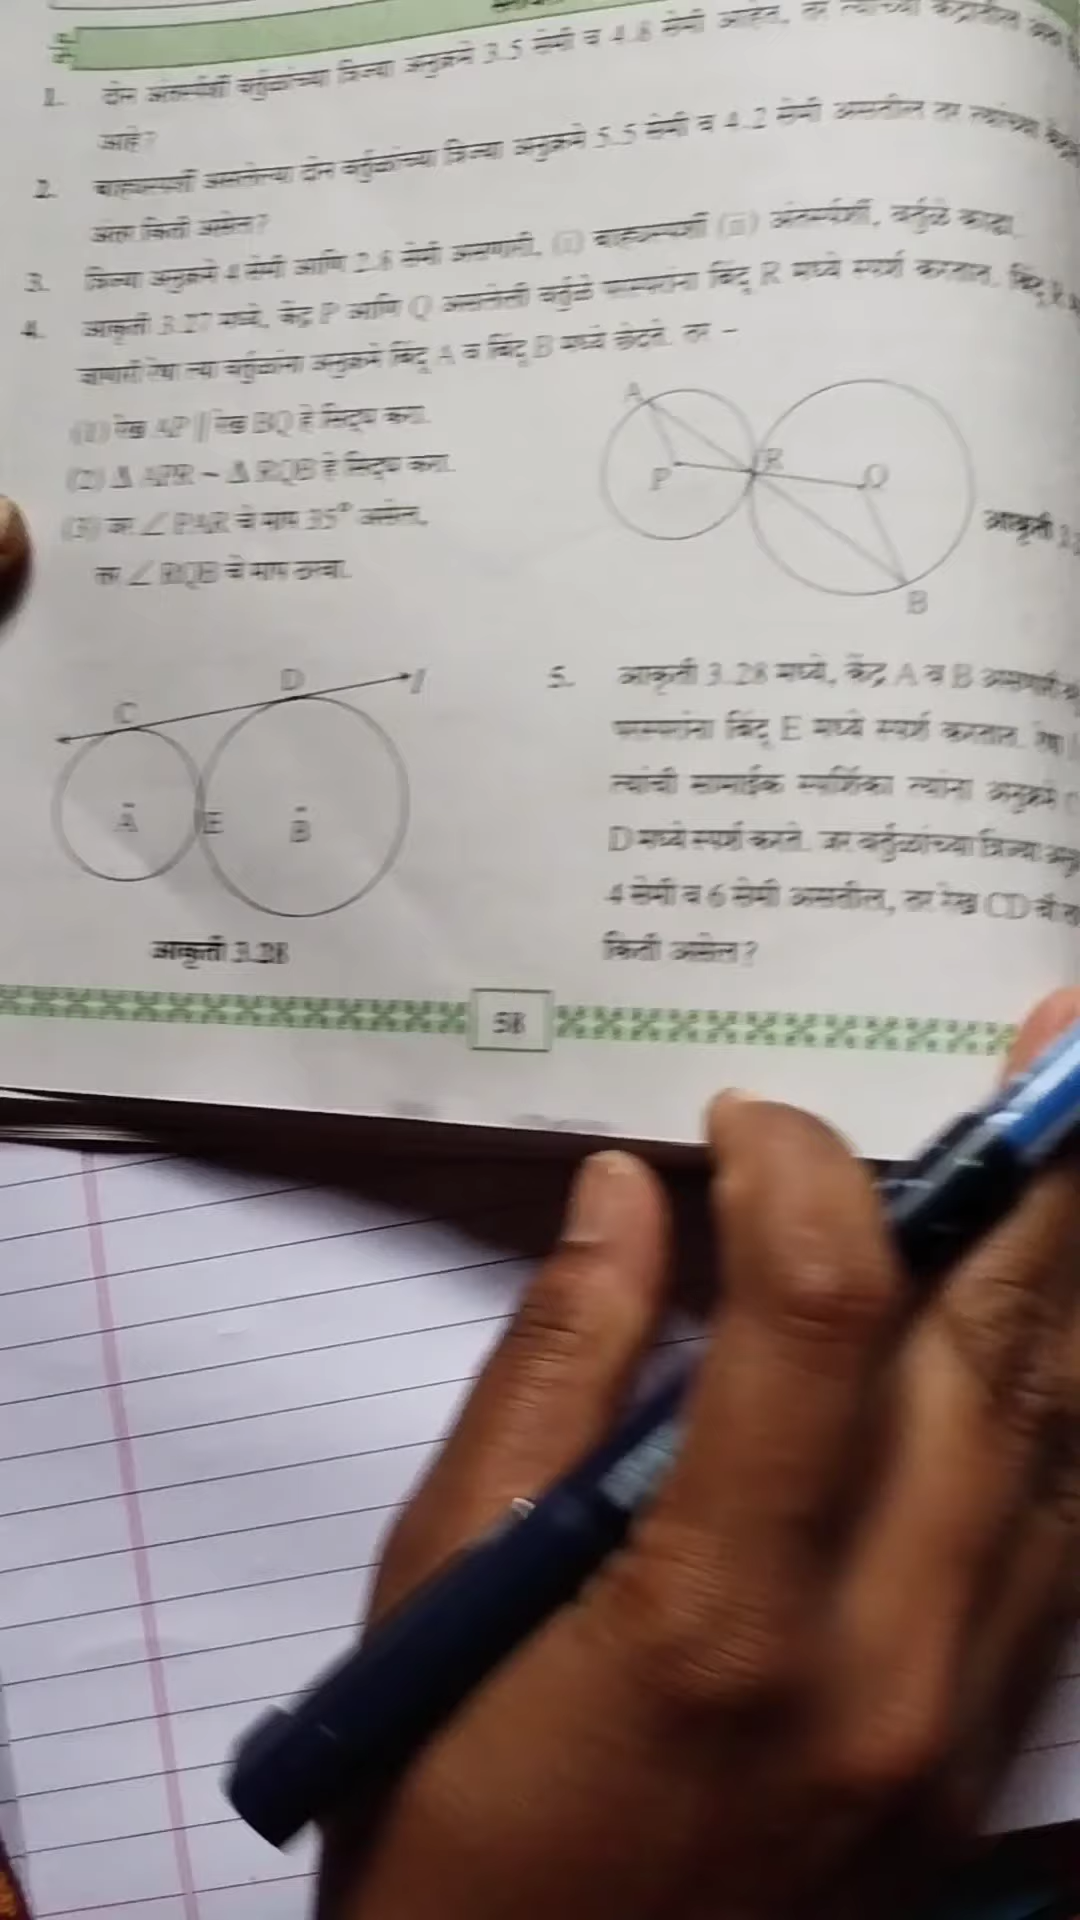 1. दोन अंतर्स्पर्शी वर्तुळांच्या त्रिज्या अनुक्रमे 3.5 सेमी व 4.8 सेमी आहेत, तर त्यांच्या केंद्रांतील अंतर
आहे?
2. बाह्यस्पर्शी असलेल्या दोन वर्तुळांच्या त्रिज्या अनुक्रमे 5.5 सेमी व 4.2 सेमी असतील तर त्यांच्या
अंतर किती असेल?
3. त्रिज्या अनुक्रमे 4 सेमी आणि 2.8 सेमी असणारी, (i) बाह्यस्पर्शी (ii) अंतर्स्पर्शी, वर्तुळे काढा.
4. आकृती 3.27 मध्ये, केंद्र P आणि Q असलेली वर्तुळे परस्परांना बिंदू R मध्ये स्पर्श करतात. बिंदू R
जाणारी रेषा त्या वर्तुळांना अनुक्रमे बिंदू A व बिंदू B मध्ये छेदते. तर -
(1) रेख AP || रेख BQ हे सिद्ध करा.
(2) Δ APR ~ Δ RQB हे सिद्ध करा.
(3) जर ∠ PAR चे माप 35° असेल,
तर ∠ RQB चे माप ठरवा.
A
P
R
Q
B
आकृती
C
D
l
A
E
B
आकृती 3.28
5. आकृती 3.28 मध्ये, केंद्र A व B असणारी
परस्परांना बिंदू E मध्ये स्पर्श करतात. रेषा l
त्यांची सामाईक स्पर्शिका त्यांना अनुक्रमे
D मध्ये स्पर्श करते. जर वर्तुळांच्या त्रिज्या
4 सेमी व 6 सेमी असतील, तर रेख CD ची
किती असेल?
58